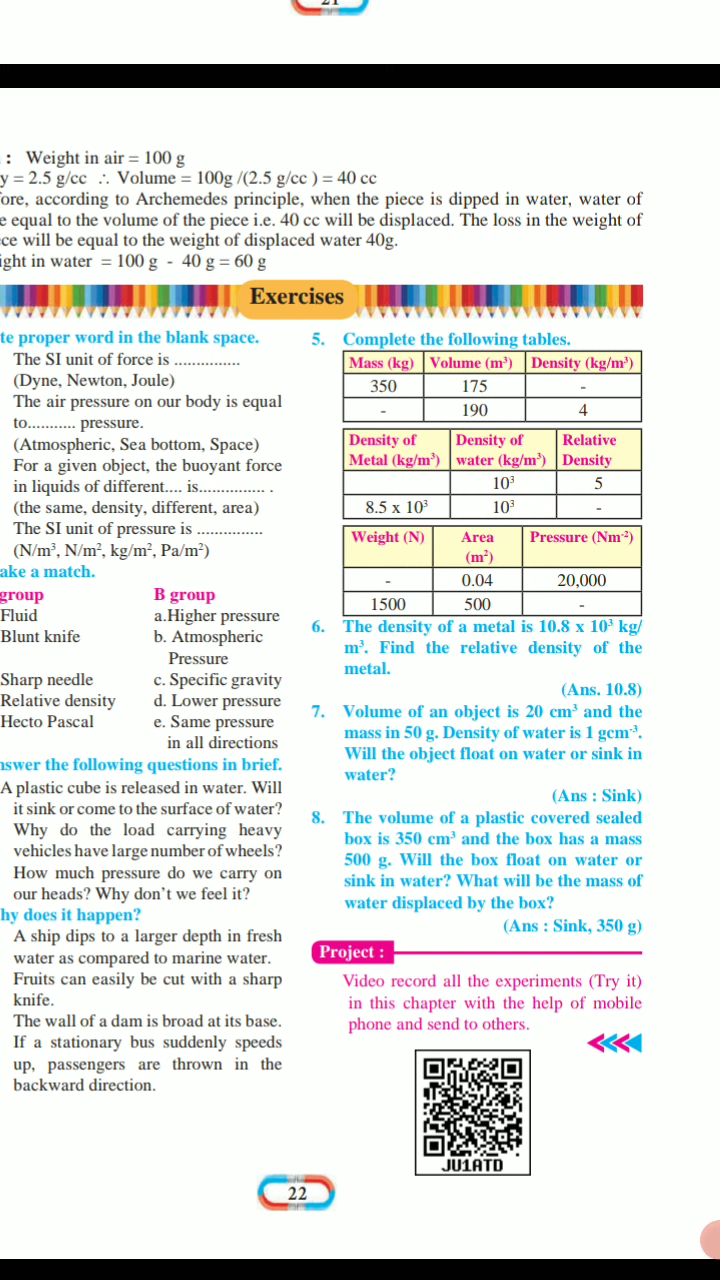 21
: Weight in air = 100 g
y = 2.5 g/cc ∴ Volume = 100g /(2.5 g/cc ) = 40 cc
fore, according to Archemedes principle, when the piece is dipped in water, water of
e equal to the volume of the piece i.e. 40 cc will be displaced. The loss in the weight of
ce will be equal to the weight of displaced water 40g.
ight in water = 100 g - 40 g = 60 g
Exercises
te proper word in the blank space.
The SI unit of force is ...............
(Dyne, Newton, Joule)
The air pressure on our body is equal
to........... pressure.
(Atmospheric, Sea bottom, Space)
For a given object, the buoyant force
in liquids of different.... is............... .
(the same, density, different, area)
The SI unit of pressure is ...............
(N/m³, N/m², kg/m², Pa/m²)
ake a match.
group B group
Fluid a.Higher pressure
Blunt knife b. Atmospheric
Pressure
Sharp needle c. Specific gravity
Relative density d. Lower pressure
Hecto Pascal e. Same pressure
in all directions
nswer the following questions in brief.
A plastic cube is released in water. Will
it sink or come to the surface of water?
Why do the load carrying heavy
vehicles have large number of wheels?
How much pressure do we carry on
our heads? Why don't we feel it?
hy does it happen?
A ship dips to a larger depth in fresh
water as compared to marine water.
Fruits can easily be cut with a sharp
knife.
The wall of a dam is broad at its base.
If a stationary bus suddenly speeds
up, passengers are thrown in the
backward direction.
5. Complete the following tables.
Mass (kg) Volume (m³) Density (kg/m³)
350 175 -
- 190 4
Density of Density of Relative
Metal (kg/m³) water (kg/m³) Density
10³ 5
8.5 x 10³ 10³ -
Weight (N) Area Pressure (Nm⁻²)
(m²)
- 0.04 20,000
1500 500 -
6. The density of a metal is 10.8 x 10³ kg/
m³. Find the relative density of the
metal.
(Ans. 10.8)
7. Volume of an object is 20 cm³ and the
mass in 50 g. Density of water is 1 gcm⁻³.
Will the object float on water or sink in
water?
(Ans : Sink)
8. The volume of a plastic covered sealed
box is 350 cm³ and the box has a mass
500 g. Will the box float on water or
sink in water? What will be the mass of
water displaced by the box?
(Ans : Sink, 350 g)
Project :
Video record all the experiments (Try it)
in this chapter with the help of mobile
phone and send to others.
JU1ATD
22